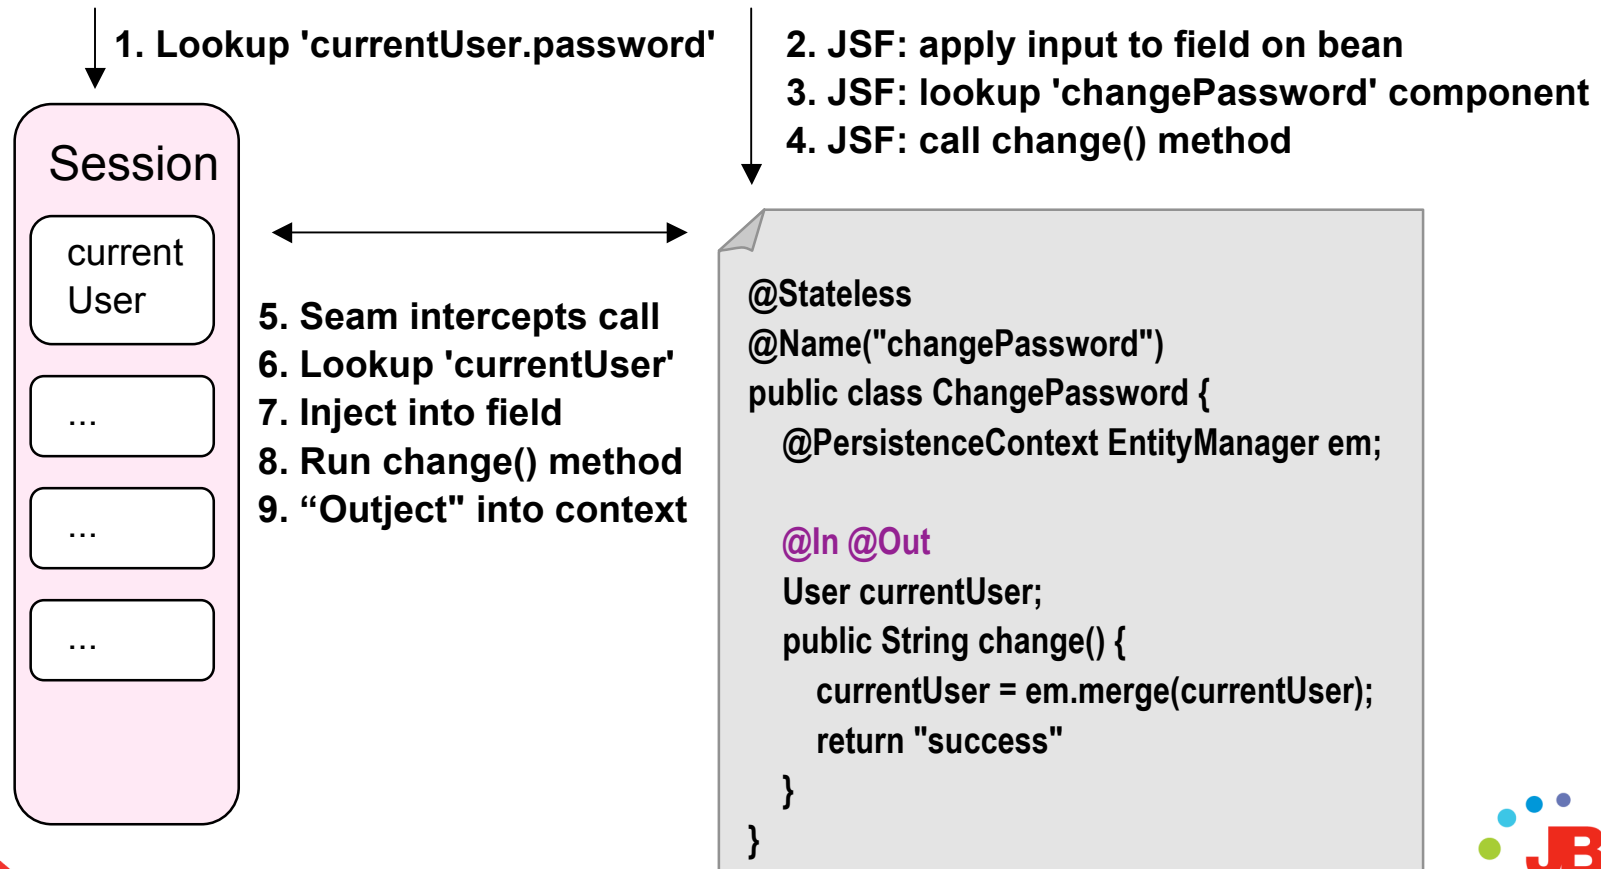 1. Lookup 'currentUser.password'
2. JSF: apply input to field on bean
3. JSF: lookup 'changePassword' component
4. JSF: call change() method
Session
current
User
...
...
...
5. Seam intercepts call
6. Lookup 'currentUser'
7. Inject into field
8. Run change() method
9. “Outject" into context
@Stateless
@Name("changePassword")
public class ChangePassword {
@PersistenceContext EntityManager em;
@In @Out
User currentUser;
public String change() {
currentUser = em.merge(currentUser);
return "success"
}
}
JB